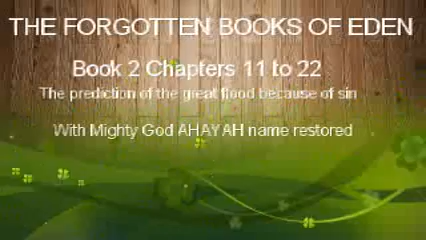 THE FORGOTTEN BOOKS OF EDEN
Book 2 Chapters 11 to 22
The prediction of the great flood because of sin
With Mighty God AHAYAH name restored